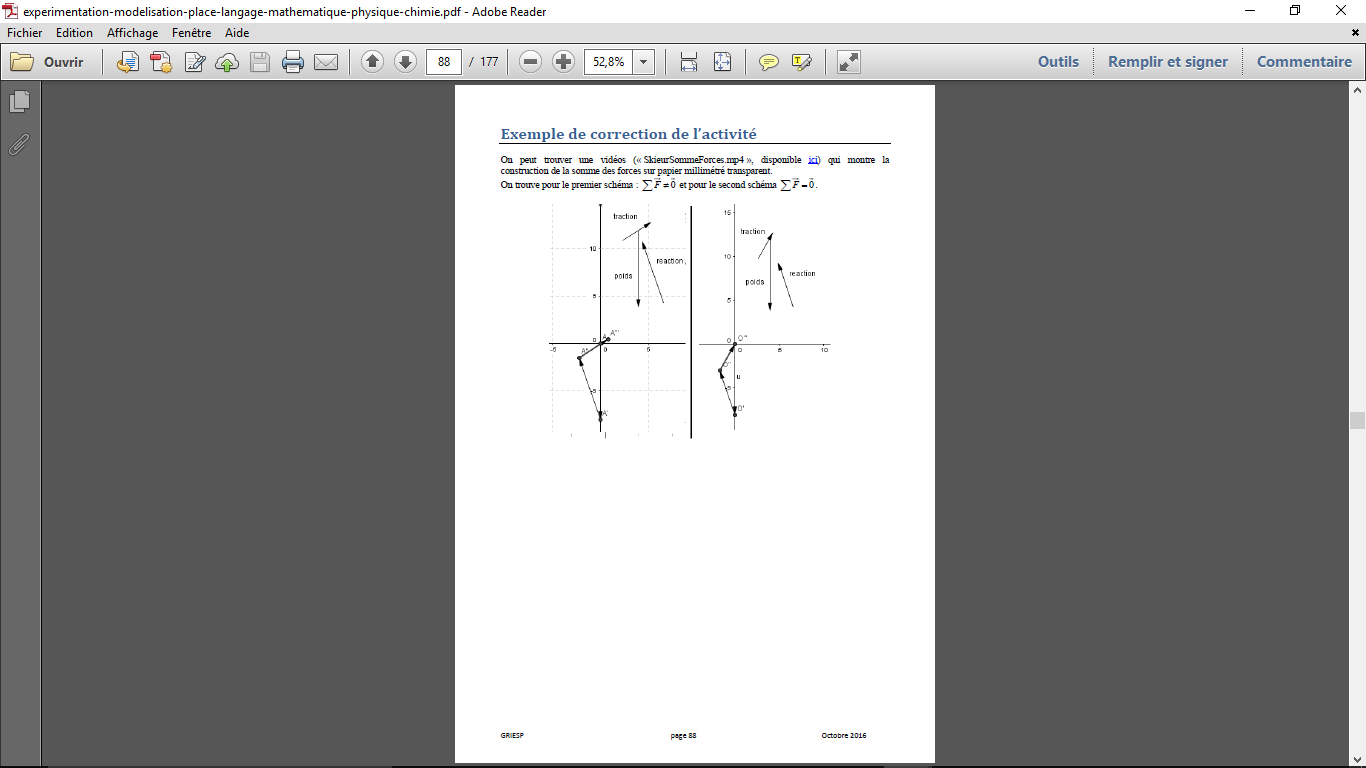 experimentation-modelisation-place-langage-mathematique-physique-chimie.pdf - Adobe Reader
Fichier Edition Affichage Fenêtre Aide
Ouvrir 88 / 177 52,8% Outils Remplir et signer Commentaire
Exemple de correction de l'activité
On peut trouver une vidéos (« SkieurSommeForces.mp4 », disponible ici) qui montre la
construction de la somme des forces sur papier millimétré transparent.
On trouve pour le premier schéma : ∑F⃗ ≠ 0⃗ et pour le second schéma ∑F⃗ = 0⃗.
traction
10
reaction
poids
5
0
A
A'''
-5
0
5
A''
-5
A'
15
traction
10
reaction
poids
5
0
O'''
0
5
10
O''
u
-5
O'
GRIESP page 88 Octobre 2016